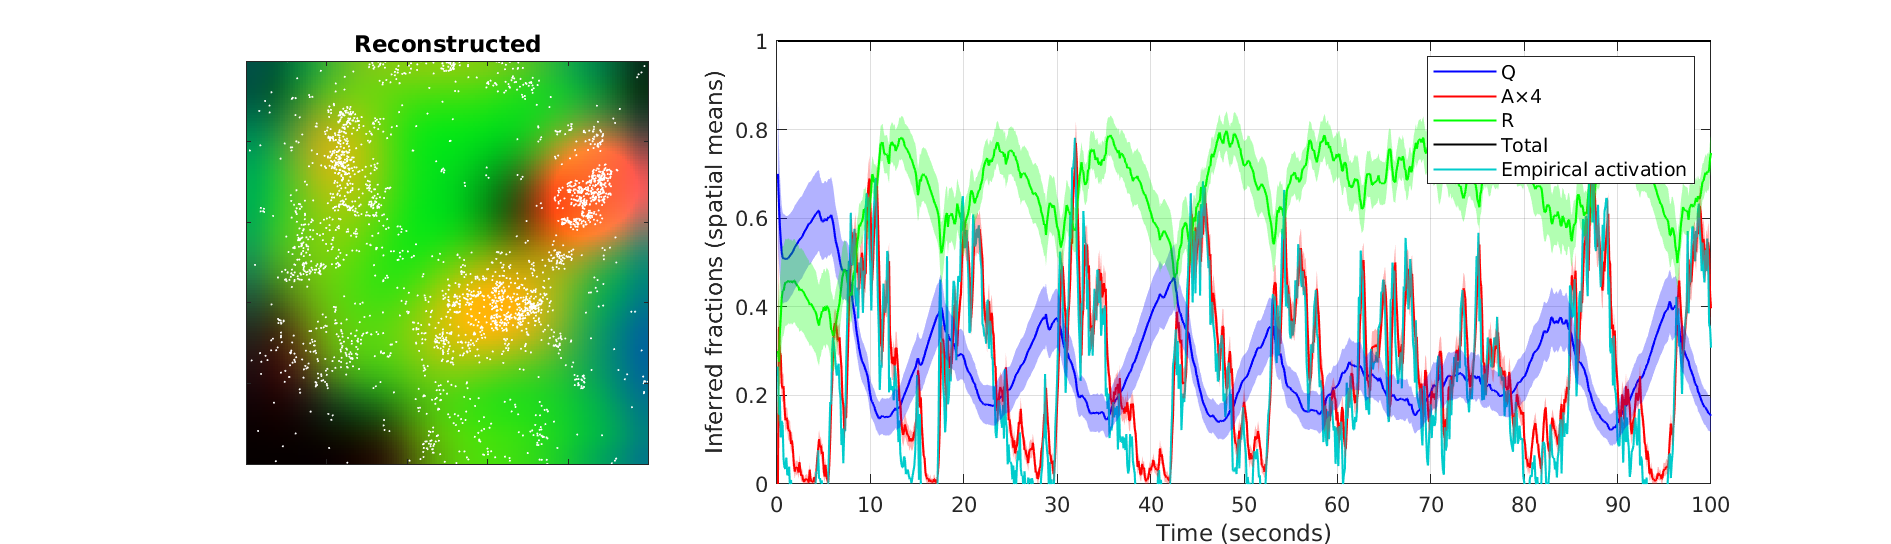 Reconstructed
Inferred fractions (spatial means)
1
0.8
0.6
0.4
0.2
0
0 10 20 30 40 50 60 70 80 90 100
Time (seconds)
Q
A×4
R
Total
Empirical activation